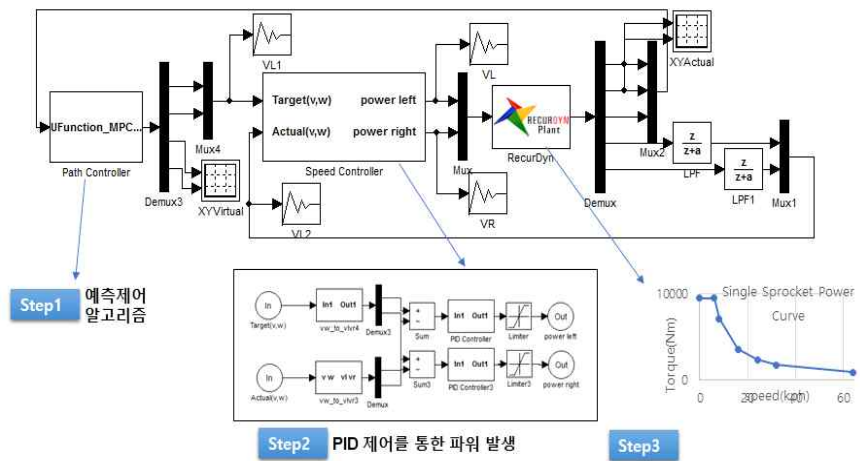 VL1
VL
XYActual
UFunction_MPC...
Path Controller
Demux3
Mux4
XYVirtual
Target(v,w)
Actual(v,w)
power left
power right
Speed Controller
VL2
Mux
RECURDYN
Plant
RecurDyn
VR
Demux
Mux2
z
z+a
LPF
z
z+a
LPF1
Mux1
Step1
예측제어
알고리즘
In
Target(v,w)
In1 Out1
vw_to_vlvr4
Demux3
Sum
In1 Out1
PID Controller
Limiter
Out
power left
In
Actual(v,w)
v w vl vr
vw_to_vlvr3
Demux
Sum3
In1 Out1
PID Controller3
Limiter3
Out
power right
Step2
PID 제어를 통한 파워 발생
Single Sprocket Power
Curve
Torque(Nm)
10000
0
0 20 40 60
speed(kph)
Step3